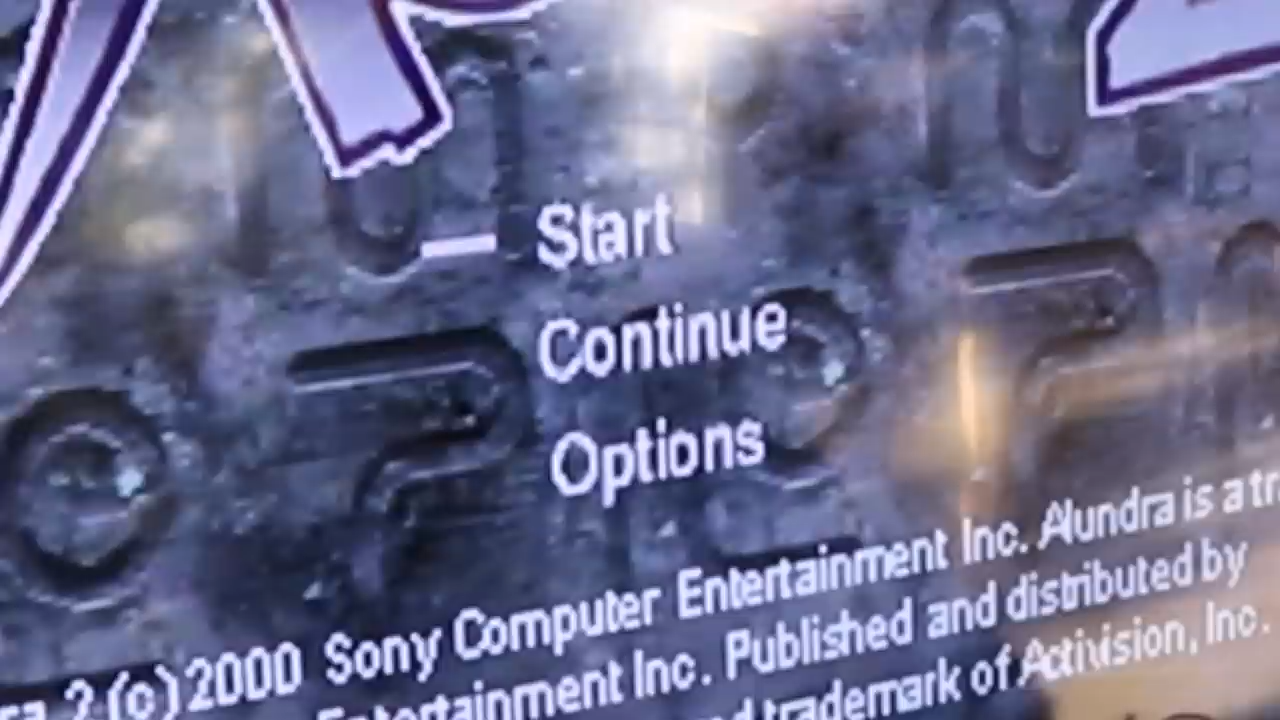 Start
Continue
Options
2 (c) 2000 Sony Computer Entertainment Inc. Alundra is a
Entertainment Inc. Published and distributed by
trademark of Activision, Inc.